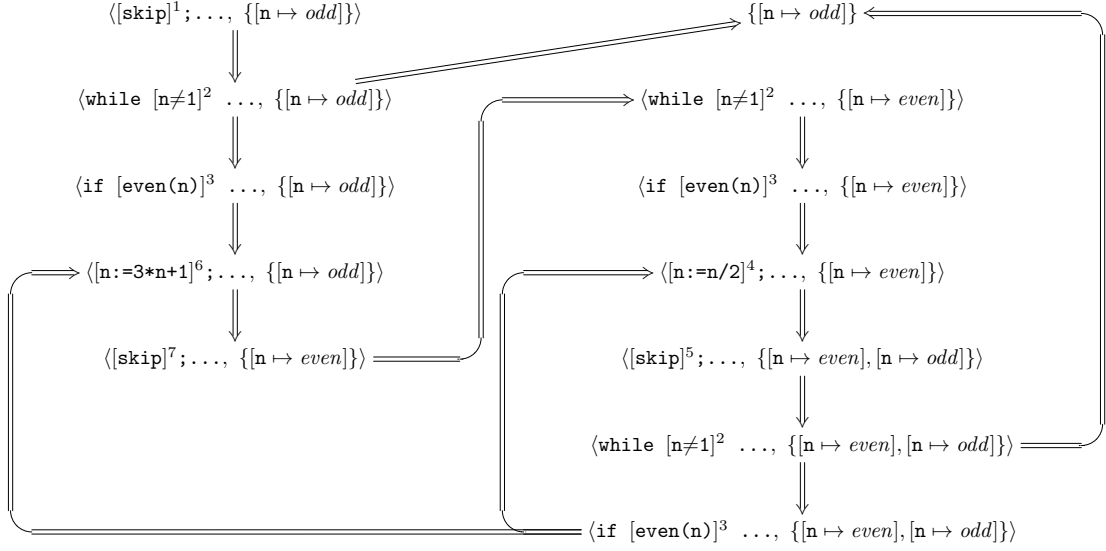 ⟨[skip]¹;..., {[n ↦ odd]}⟩
{[n ↦ odd]}
⟨while [n≠1]² ..., {[n ↦ odd]}⟩
⟨while [n≠1]² ..., {[n ↦ even]}⟩
⟨if [even(n)]³ ..., {[n ↦ odd]}⟩
⟨if [even(n)]³ ..., {[n ↦ even]}⟩
⟨[n:=3*n+1]⁶;..., {[n ↦ odd]}⟩
⟨[n:=n/2]⁴;..., {[n ↦ even]}⟩
⟨[skip]⁷;..., {[n ↦ even]}⟩
⟨[skip]⁵;..., {[n ↦ even],[n ↦ odd]}⟩
⟨while [n≠1]² ..., {[n ↦ even],[n ↦ odd]}⟩
⟨if [even(n)]³ ..., {[n ↦ even],[n ↦ odd]}⟩